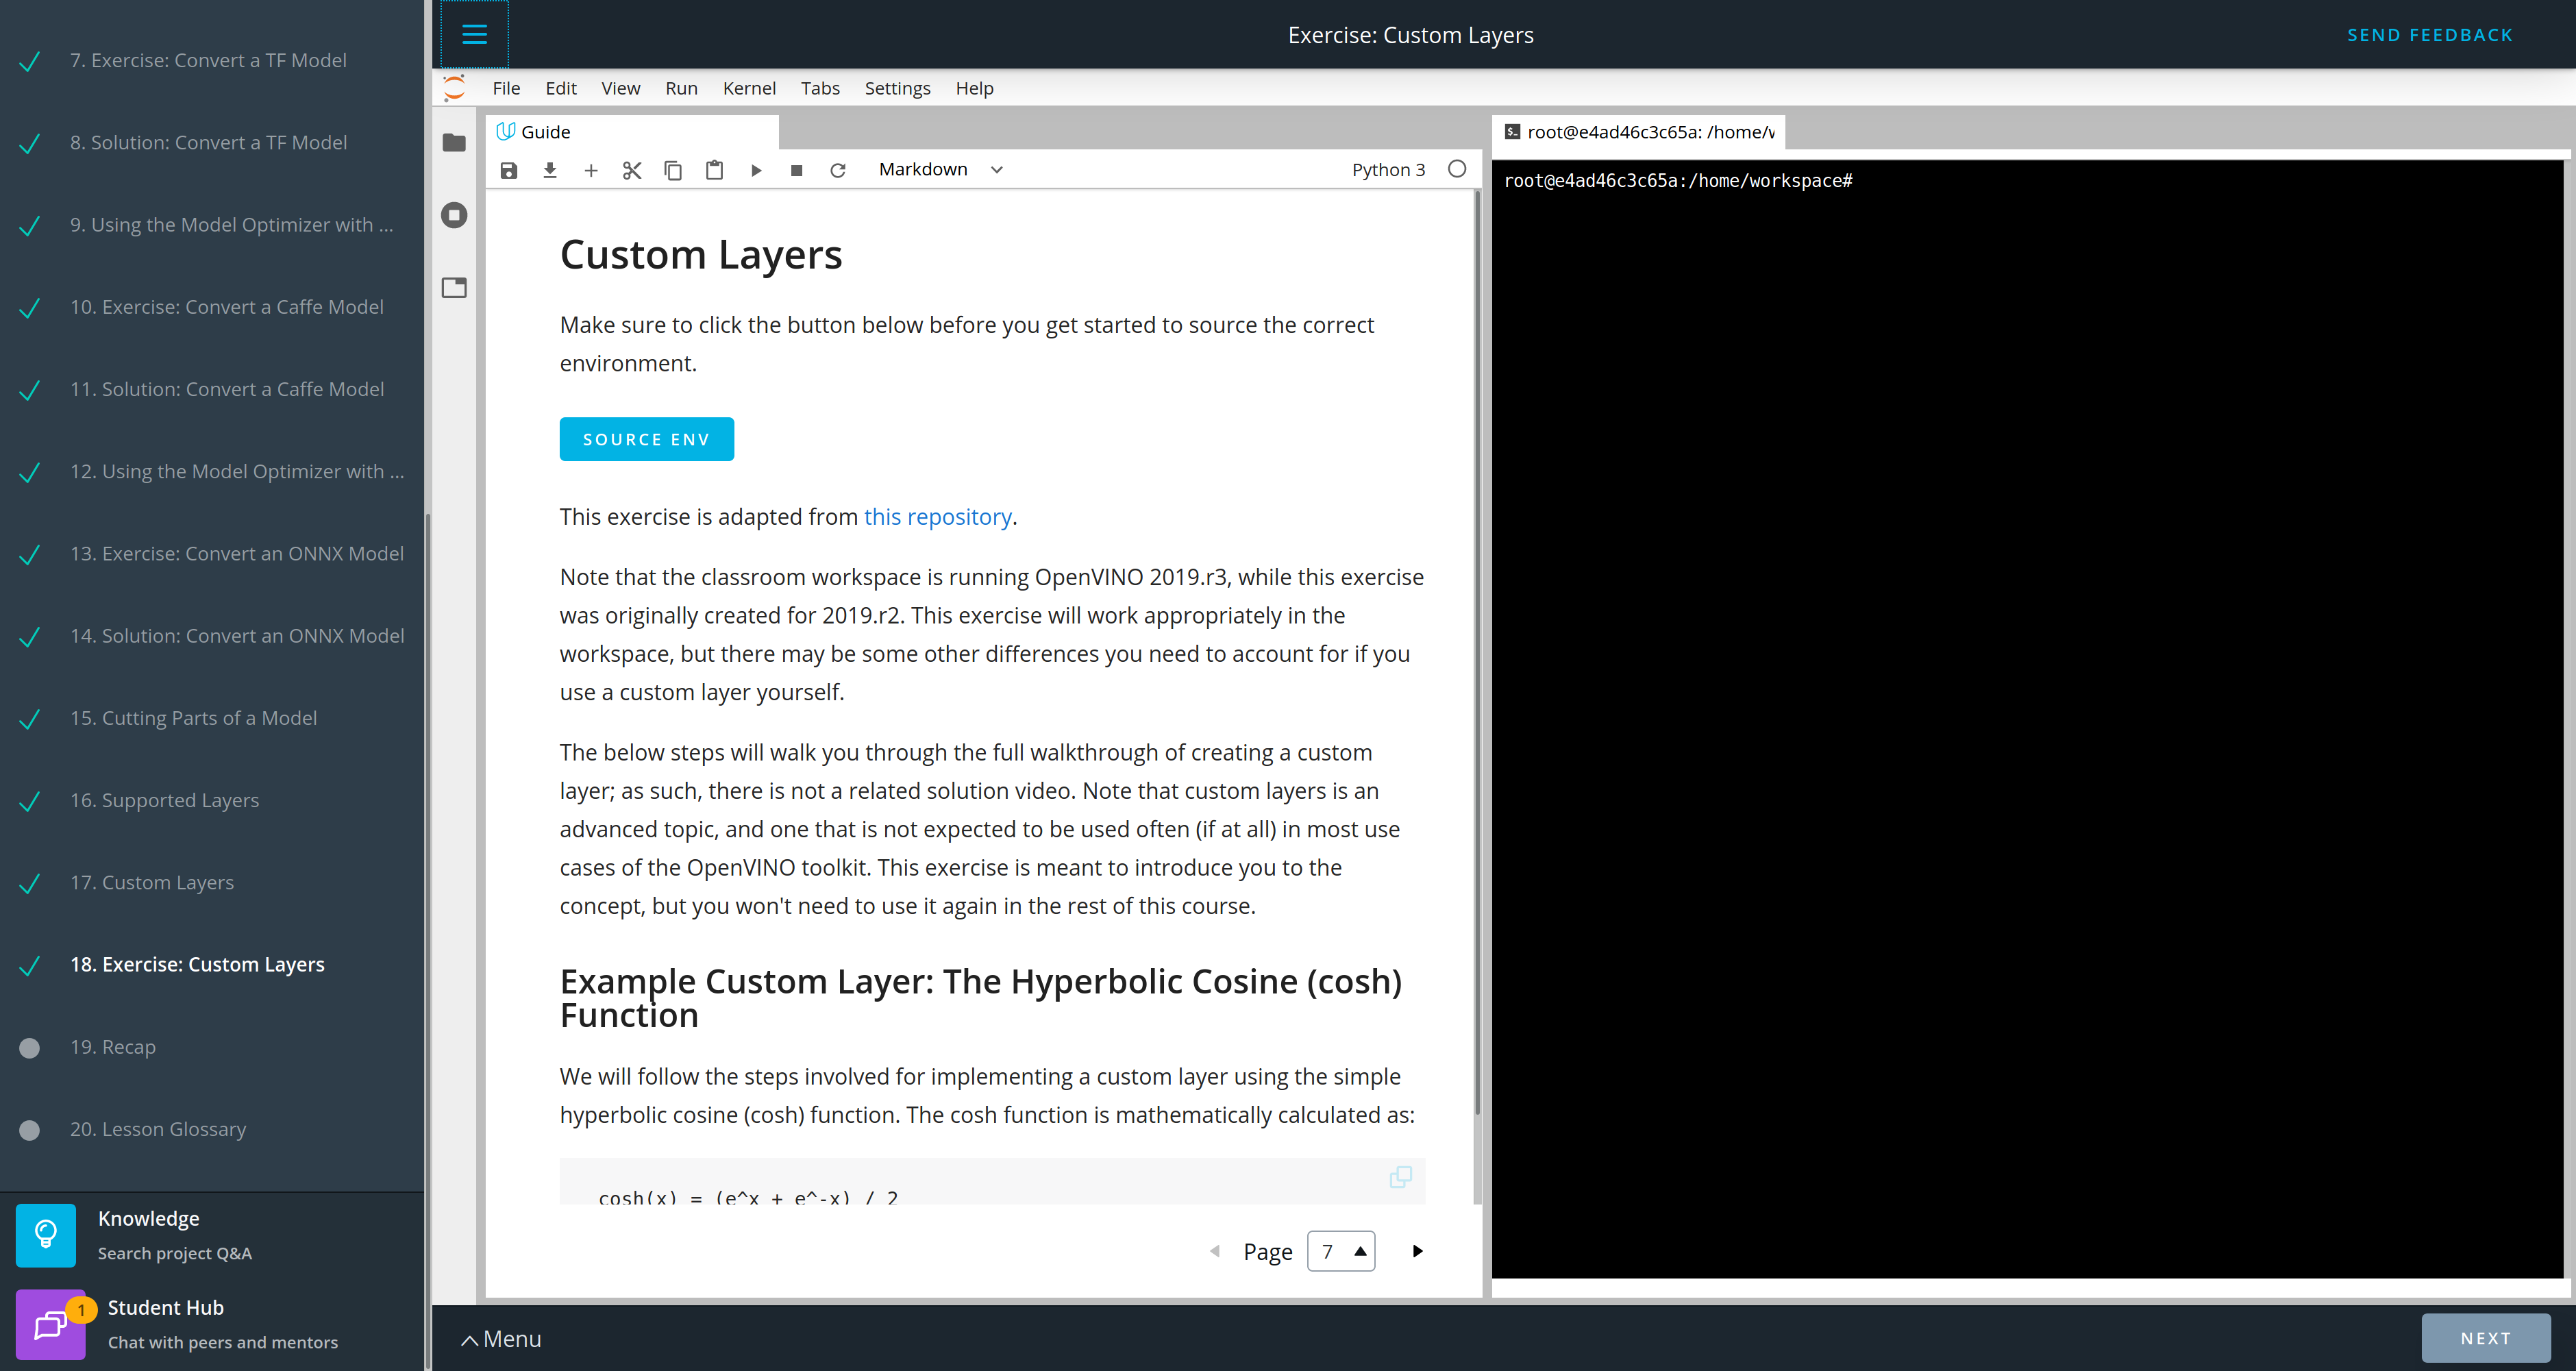 7. Exercise: Convert a TF Model
8. Solution: Convert a TF Model
9. Using the Model Optimizer with ...
10. Exercise: Convert a Caffe Model
11. Solution: Convert a Caffe Model
12. Using the Model Optimizer with ...
13. Exercise: Convert an ONNX Model
14. Solution: Convert an ONNX Model
15. Cutting Parts of a Model
16. Supported Layers
17. Custom Layers
18. Exercise: Custom Layers
19. Recap
20. Lesson Glossary
Knowledge
Search project Q&A
1
Student Hub
Chat with peers and mentors
Exercise: Custom Layers
SEND FEEDBACK
File Edit View Run Kernel Tabs Settings Help
Guide
Markdown
Python 3
Custom Layers
Make sure to click the button below before you get started to source the correct
environment.
SOURCE ENV
This exercise is adapted from this repository.
Note that the classroom workspace is running OpenVINO 2019.r3, while this exercise
was originally created for 2019.r2. This exercise will work appropriately in the
workspace, but there may be some other differences you need to account for if you
use a custom layer yourself.
The below steps will walk you through the full walkthrough of creating a custom
layer; as such, there is not a related solution video. Note that custom layers is an
advanced topic, and one that is not expected to be used often (if at all) in most use
cases of the OpenVINO toolkit. This exercise is meant to introduce you to the
concept, but you won't need to use it again in the rest of this course.
Example Custom Layer: The Hyperbolic Cosine (cosh)
Function
We will follow the steps involved for implementing a custom layer using the simple
hyperbolic cosine (cosh) function. The cosh function is mathematically calculated as:
cosh(x) = (e^x + e^-x) / 2
Page 7
$_ root@e4ad46c3c65a: /home/w
root@e4ad46c3c65a:/home/workspace#
Menu
NEXT